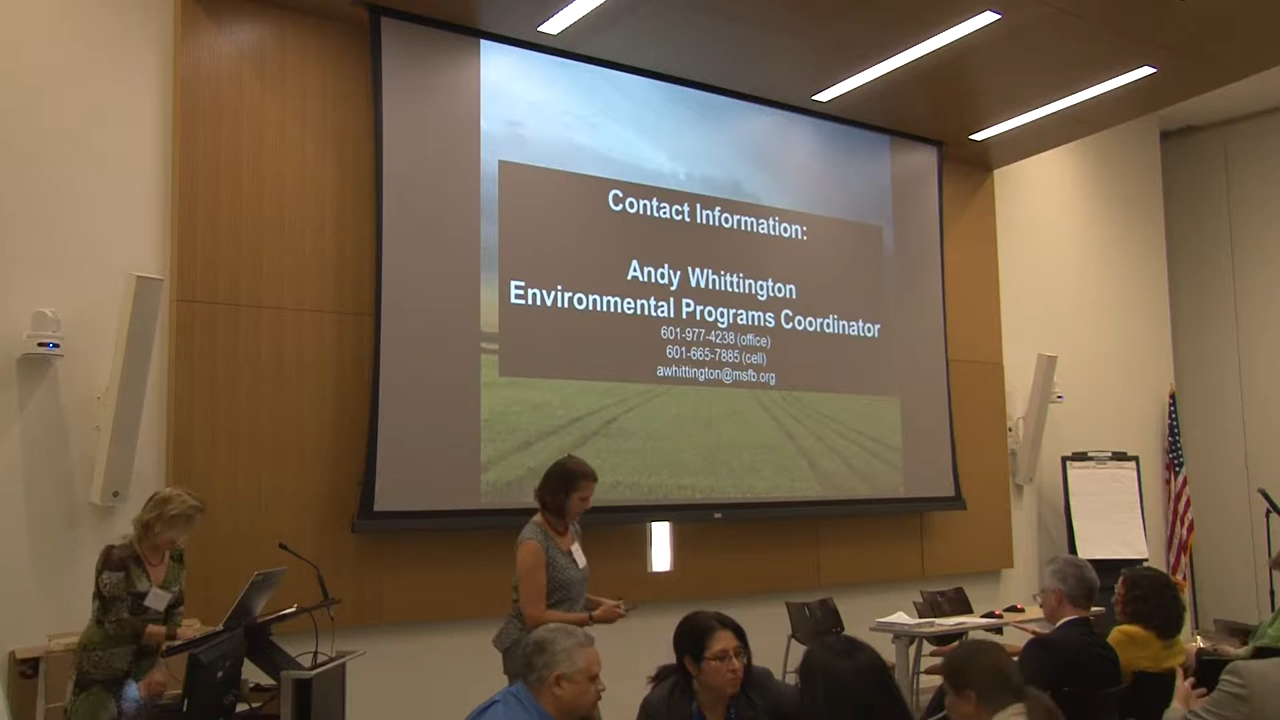 Contact Information:
Andy Whittington
Environmental Programs Coordinator
601-977-4238 (office)
601-665-7885 (cell)
awhittington@msfb.org